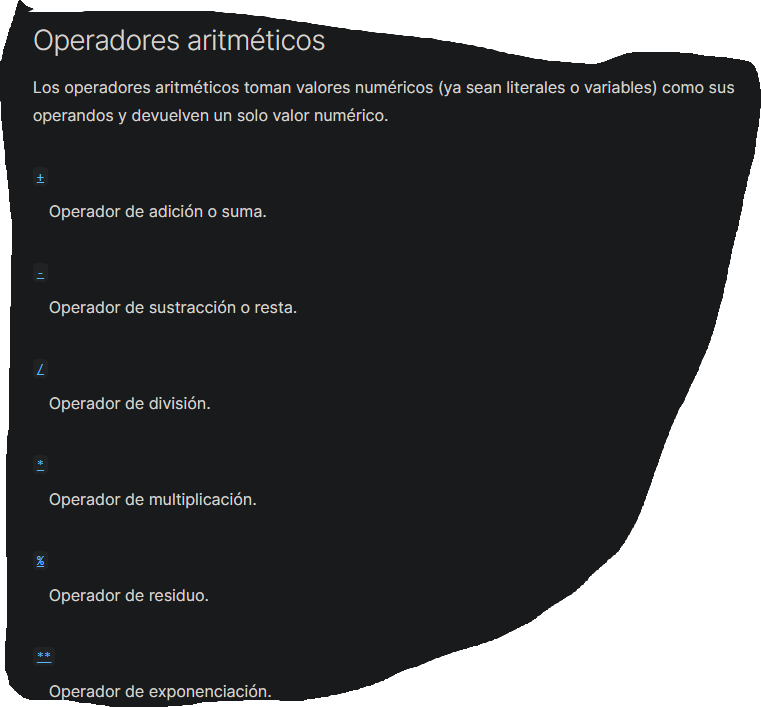 Operadores aritméticos
Los operadores aritméticos toman valores numéricos (ya sean literales o variables) como sus
operandos y devuelven un solo valor numérico.
+
Operador de adición o suma.
-
Operador de sustracción o resta.
/
Operador de división.
*
Operador de multiplicación.
%
Operador de residuo.
**
Operador de exponenciación.